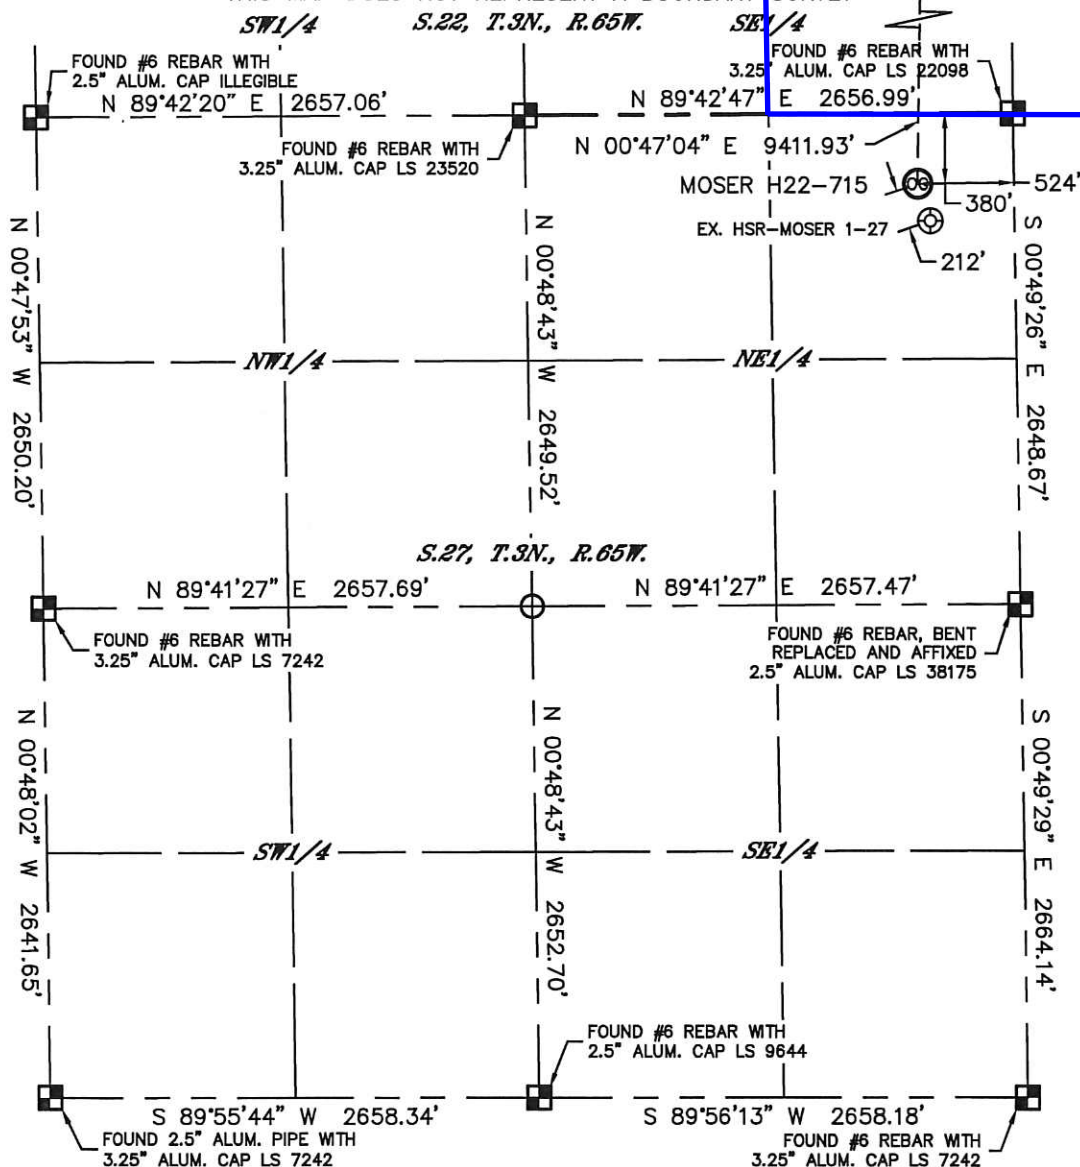 SW1/4 S.22, T.3N., R.65W. SE1/4
FOUND #6 REBAR WITH
2.5" ALUM. CAP ILLEGIBLE
FOUND #6 REBAR WITH
3.25" ALUM. CAP LS 22098
N 89°42'20" E 2657.06'
N 89°42'47" E 2656.99'
FOUND #6 REBAR WITH
3.25" ALUM. CAP LS 23520
N 00°47'04" E 9411.93'
MOSER H22-715
524'
380'
EX. HSR-MOSER 1-27
212'
N 00°47'53" W 2650.20'
N 00°48'43" W 2649.52'
S 00°49'26" E 2648.67'
NW1/4
NE1/4
S.27, T.3N., R.65W.
N 89°41'27" E 2657.69'
N 89°41'27" E 2657.47'
FOUND #6 REBAR WITH
3.25" ALUM. CAP LS 7242
FOUND #6 REBAR, BENT
REPLACED AND AFFIXED
2.5" ALUM. CAP LS 38175
N 00°48'02" W 2641.65'
N 00°48'43" W 2652.70'
S 00°49'29" E 2664.14'
SW1/4
SE1/4
FOUND #6 REBAR WITH
2.5" ALUM. CAP LS 9644
S 89°55'44" W 2658.34'
S 89°56'13" W 2658.18'
FOUND 2.5" ALUM. PIPE WITH
3.25" ALUM. CAP LS 7242
FOUND #6 REBAR WITH
3.25" ALUM. CAP LS 7242